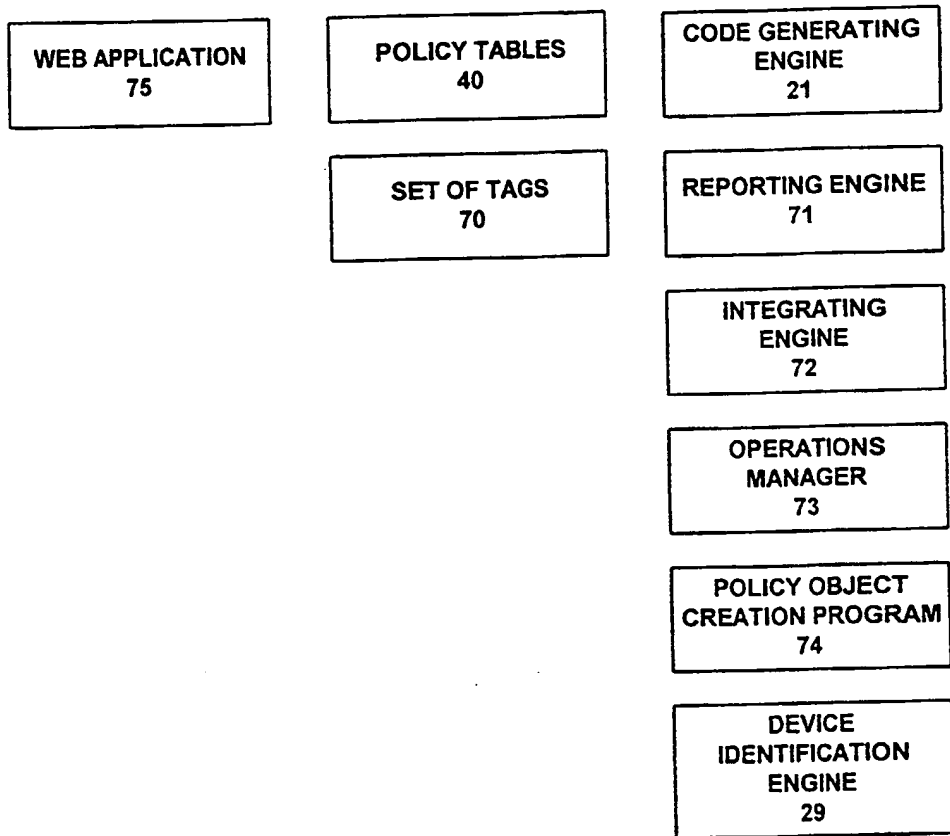 WEB APPLICATION
75
POLICY TABLES
40
CODE GENERATING
ENGINE
21
SET OF TAGS
70
REPORTING ENGINE
71
INTEGRATING
ENGINE
72
OPERATIONS
MANAGER
73
POLICY OBJECT
CREATION PROGRAM
74
DEVICE
IDENTIFICATION
ENGINE
29